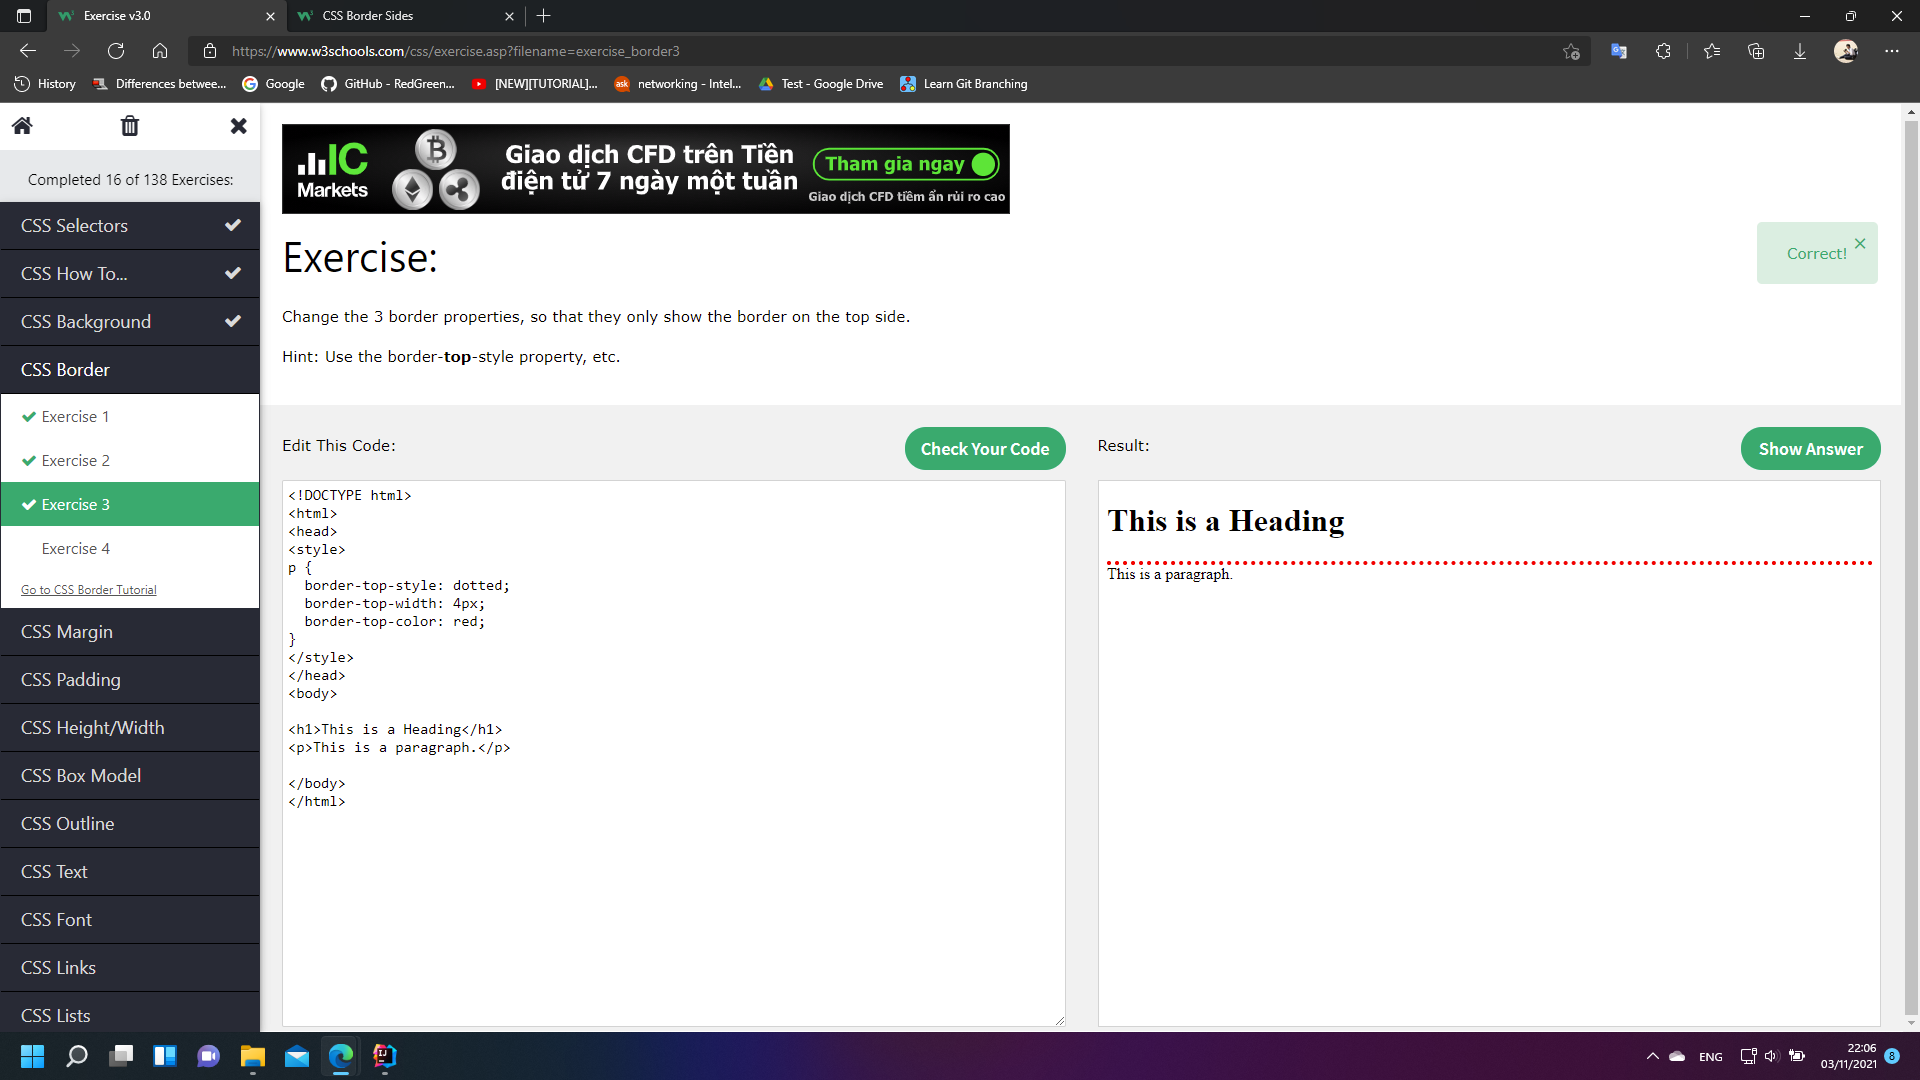 Exercise v3.0
CSS Border Sides
https://www.w3schools.com/css/exercise.asp?filename=exercise_border3
History
Differences betwee...
Google
GitHub - RedGreen...
[NEW][TUTORIAL]...
ask
networking - Intel...
Test - Google Drive
Learn Git Branching
Completed 16 of 138 Exercises:
CSS Selectors
CSS How To...
CSS Background
CSS Border
Exercise 1
Exercise 2
Exercise 3
Exercise 4
Go to CSS Border Tutorial
CSS Margin
CSS Padding
CSS Height/Width
CSS Box Model
CSS Outline
CSS Text
CSS Font
CSS Links
CSS Lists
IC
Markets
Giao dịch CFD trên Tiền
điện tử 7 ngày một tuần
Tham gia ngay
Giao dịch CFD tiềm ẩn rủi ro cao
Exercise:
Correct!
Change the 3 border properties, so that they only show the border on the top side.
Hint: Use the border-top-style property, etc.
Edit This Code:
Check Your Code
<!DOCTYPE html>
<html>
<head>
<style>
p {
  border-top-style: dotted;
  border-top-width: 4px;
  border-top-color: red;
}
</style>
</head>
<body>
<h1>This is a Heading</h1>
<p>This is a paragraph.</p>
</body>
</html>
Result:
Show Answer
This is a Heading
This is a paragraph.
IJ
ENG
22:06
03/11/2021
8